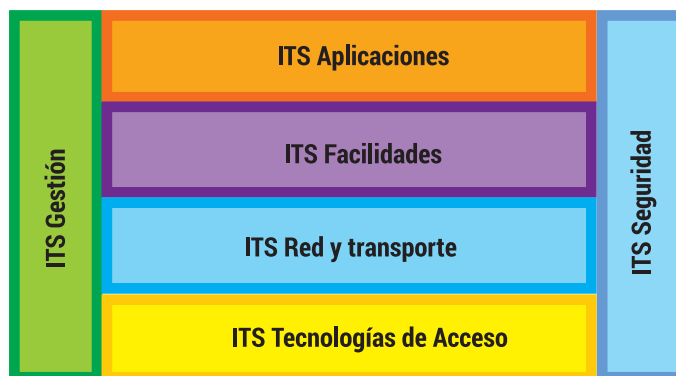 ITS Gestión
ITS Aplicaciones
ITS Facilidades
ITS Red y transporte
ITS Tecnologías de Acceso
ITS Seguridad